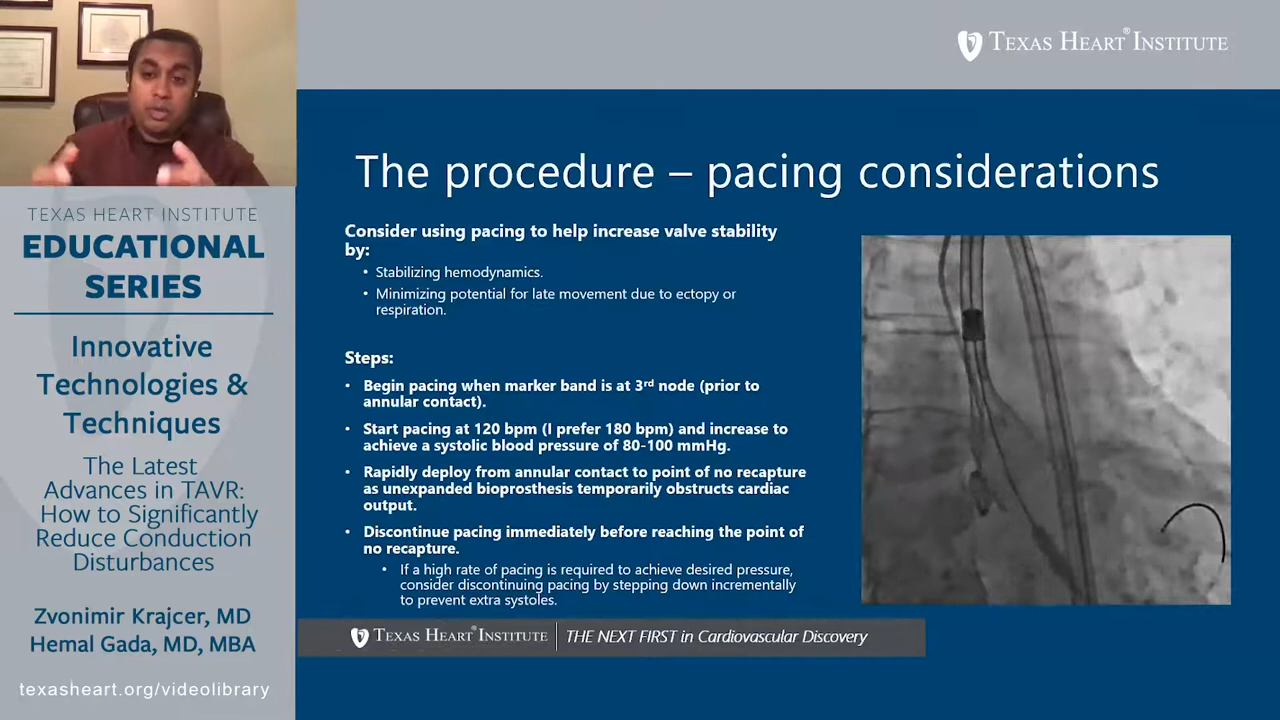 TEXAS HEART® INSTITUTE
The procedure – pacing considerations
Consider using pacing to help increase valve stability
by:
• Stabilizing hemodynamics.
• Minimizing potential for late movement due to ectopy or
respiration.
Steps:
• Begin pacing when marker band is at 3rd node (prior to
annular contact).
• Start pacing at 120 bpm (I prefer 180 bpm) and increase to
achieve a systolic blood pressure of 80-100 mmHg.
• Rapidly deploy from annular contact to point of no recapture
as unexpanded bioprosthesis temporarily obstructs cardiac
output.
• Discontinue pacing immediately before reaching the point of
no recapture.
• If a high rate of pacing is required to achieve desired pressure,
consider discontinuing pacing by stepping down incrementally
to prevent extra systoles.
TEXAS HEART INSTITUTE
EDUCATIONAL
SERIES
Innovative
Technologies &
Techniques
The Latest
Advances in TAVR:
How to Significantly
Reduce Conduction
Disturbances
Zvonimir Krajcer, MD
Hemal Gada, MD, MBA
texasheart.org/videolibrary
TEXAS HEART® INSTITUTE | THE NEXT FIRST in Cardiovascular Discovery